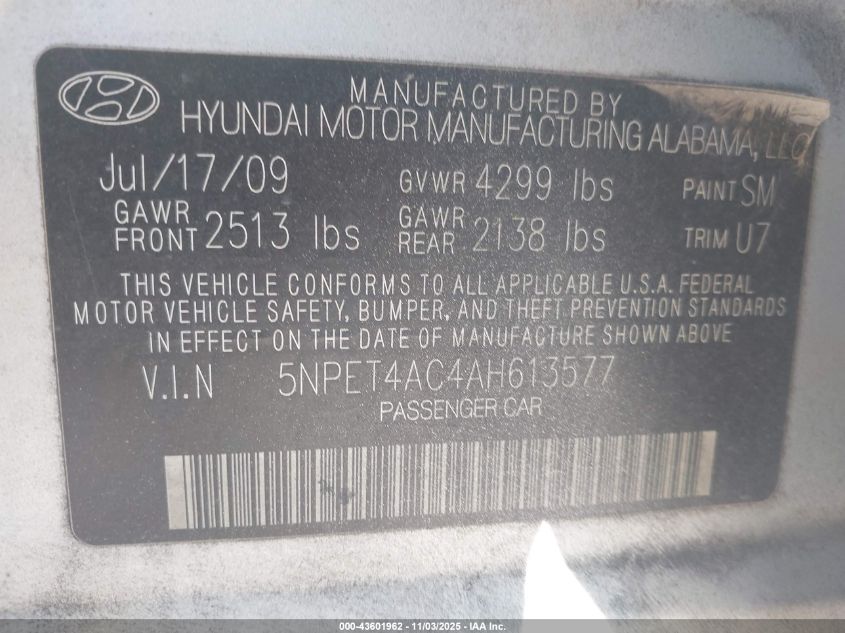 MANUFACTURED BY
HYUNDAI MOTOR MANUFACTURING ALABAMA, LLC
Jul/17/09 GVWR 4299 lbs PAINT SM
GAWR FRONT 2513 lbs GAWR REAR 2138 lbs TRIM U7
THIS VEHICLE CONFORMS TO ALL APPLICABLE U.S.A. FEDERAL
MOTOR VEHICLE SAFETY, BUMPER, AND THEFT PREVENTION STANDARDS
IN EFFECT ON THE DATE OF MANUFACTURE SHOWN ABOVE
V.I.N 5NPET4AC4AH613577
PASSENGER CAR
000-43601962 - 11/03/2025 - IAA Inc.